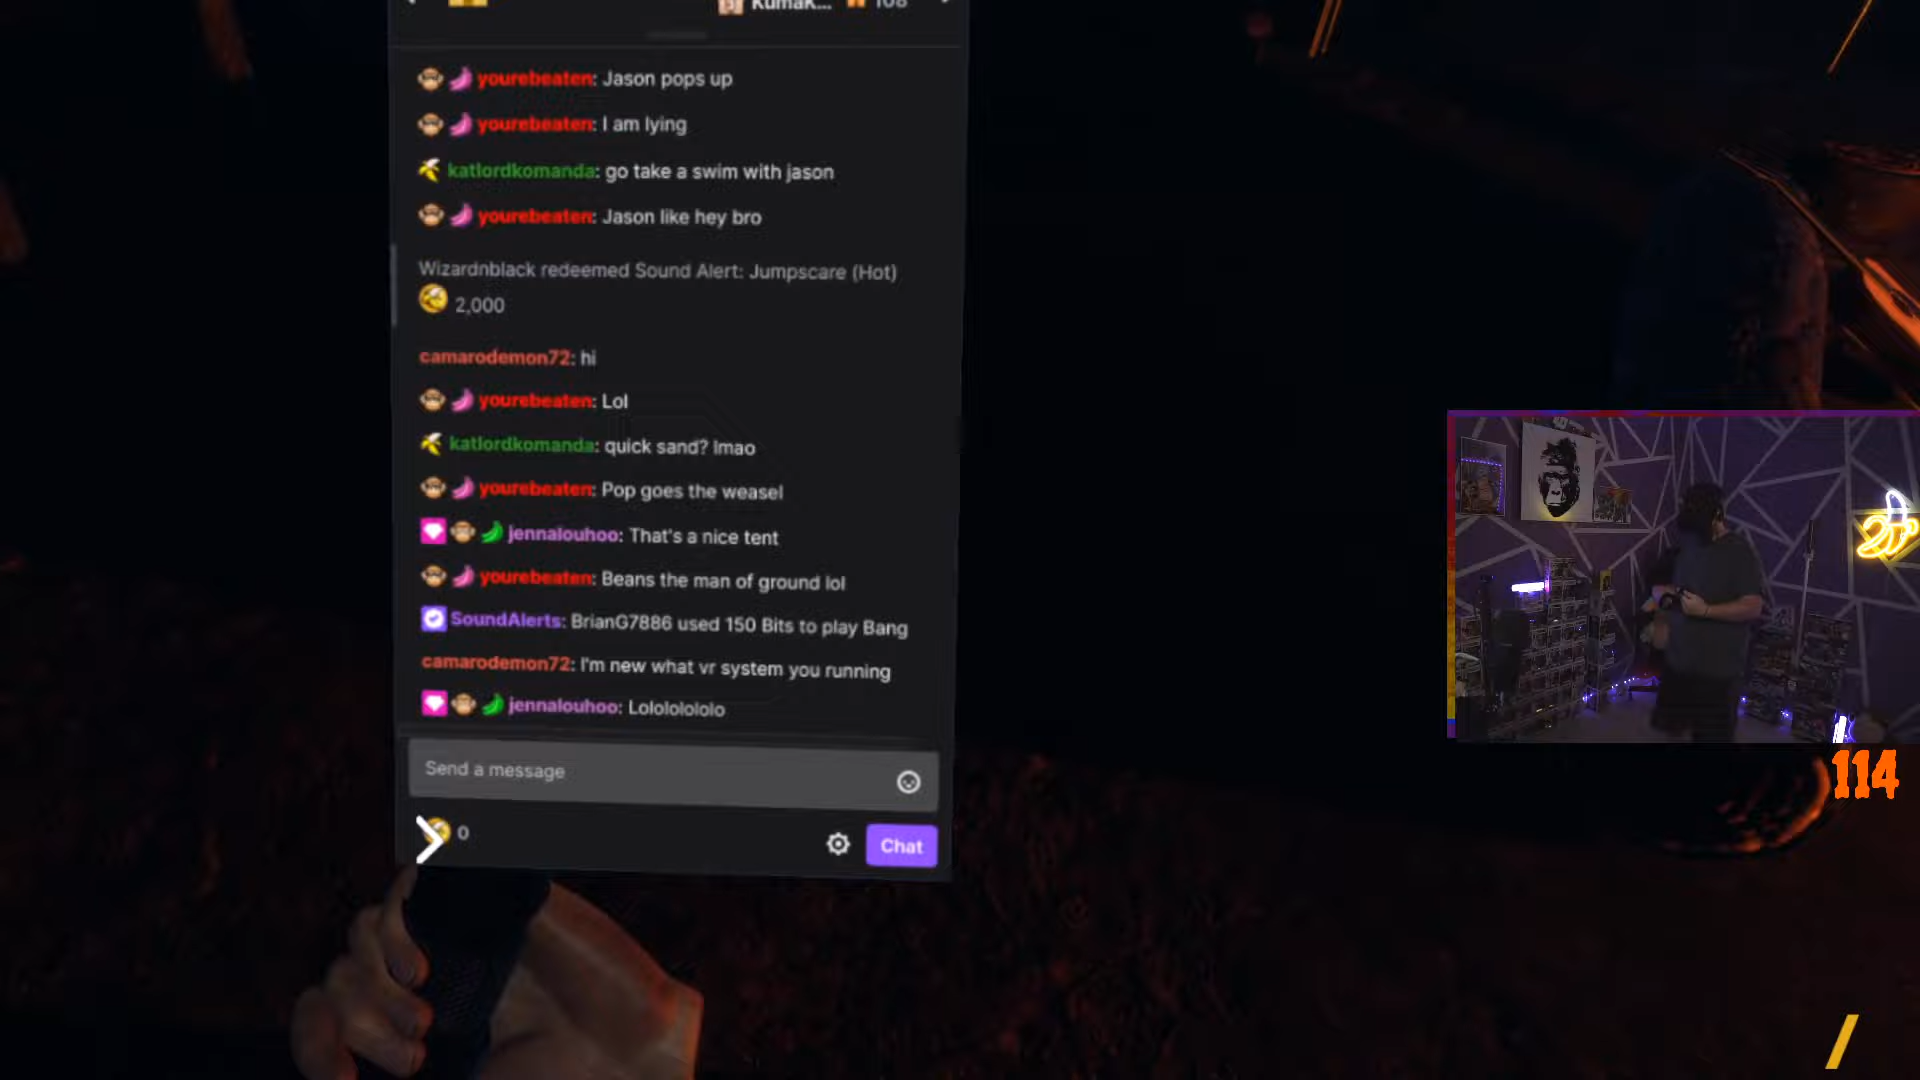 Kumak... 108
yourebeaten: Jason pops up
yourebeaten: I am lying
katlordkomanda: go take a swim with jason
yourebeaten: Jason like hey bro
Wizardnblack redeemed Sound Alert: Jumpscare (Hot)
2,000
camarodemon72: hi
yourebeaten: Lol
katlordkomanda: quick sand? lmao
yourebeaten: Pop goes the weasel
jennalouhoo: That's a nice tent
yourebeaten: Beans the man of ground lol
SoundAlerts: BrianG7886 used 150 Bits to play Bang
camarodemon72: I'm new what vr system you running
jennalouhoo: Lolololololo
Send a message
0
Chat
114